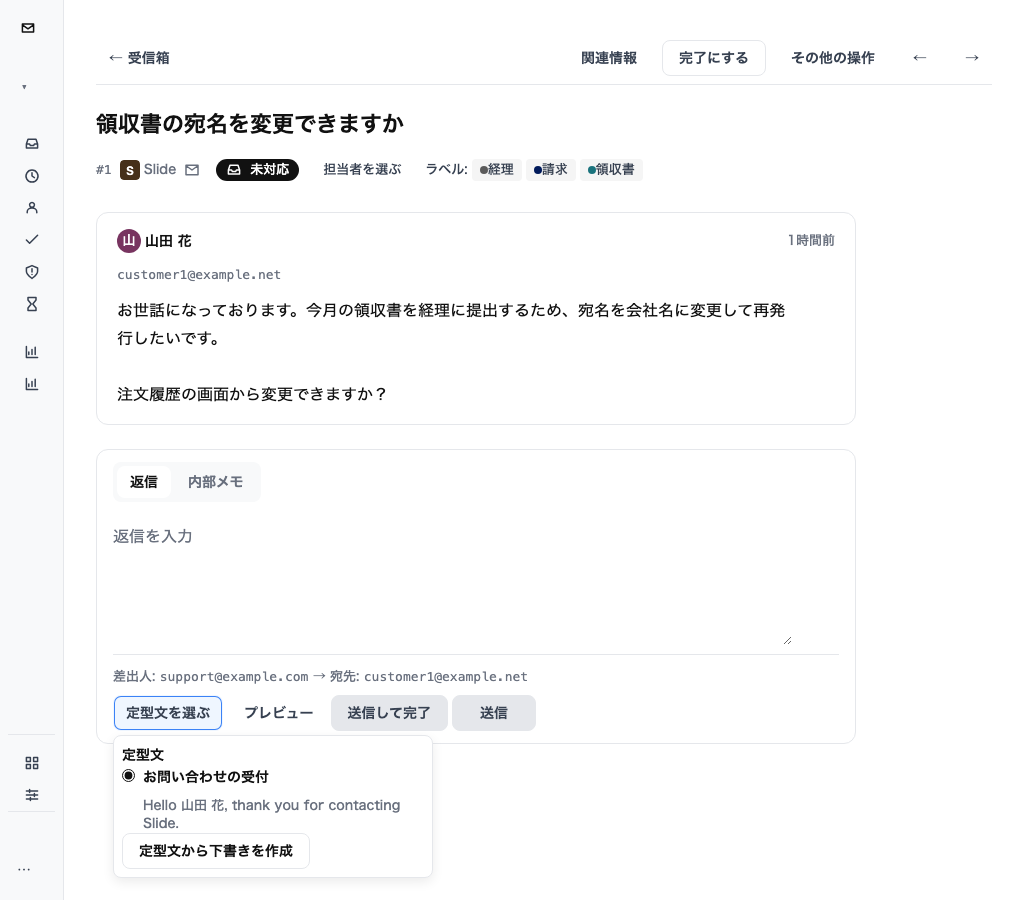 ← 受信箱
関連情報
完了にする
その他の操作
←
→
領収書の宛名を変更できますか
#1 S Slide 未対応 担当者を選ぶ ラベル: 経理 請求 領収書
山 山田 花
1時間前
customer1@example.net
お世話になっております。今月の領収書を経理に提出するため、宛名を会社名に変更して再発
行したいです。
注文履歴の画面から変更できますか？
返信 内部メモ
返信を入力
差出人: support@example.com → 宛先: customer1@example.net
定型文を選ぶ プレビュー 送信して完了 送信
定型文
お問い合わせの受付
Hello 山田 花, thank you for contacting
Slide.
定型文から下書きを作成